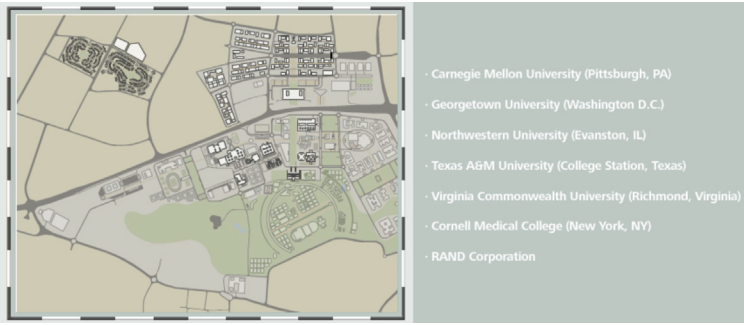 · Carnegie Mellon University (Pittsburgh, PA)
· Georgetown University (Washington D.C.)
· Northwestern University (Evanston, IL)
· Texas A&M University (College Station, Texas)
· Virginia Commonwealth University (Richmond, Virginia)
· Cornell Medical College (New York, NY)
· RAND Corporation